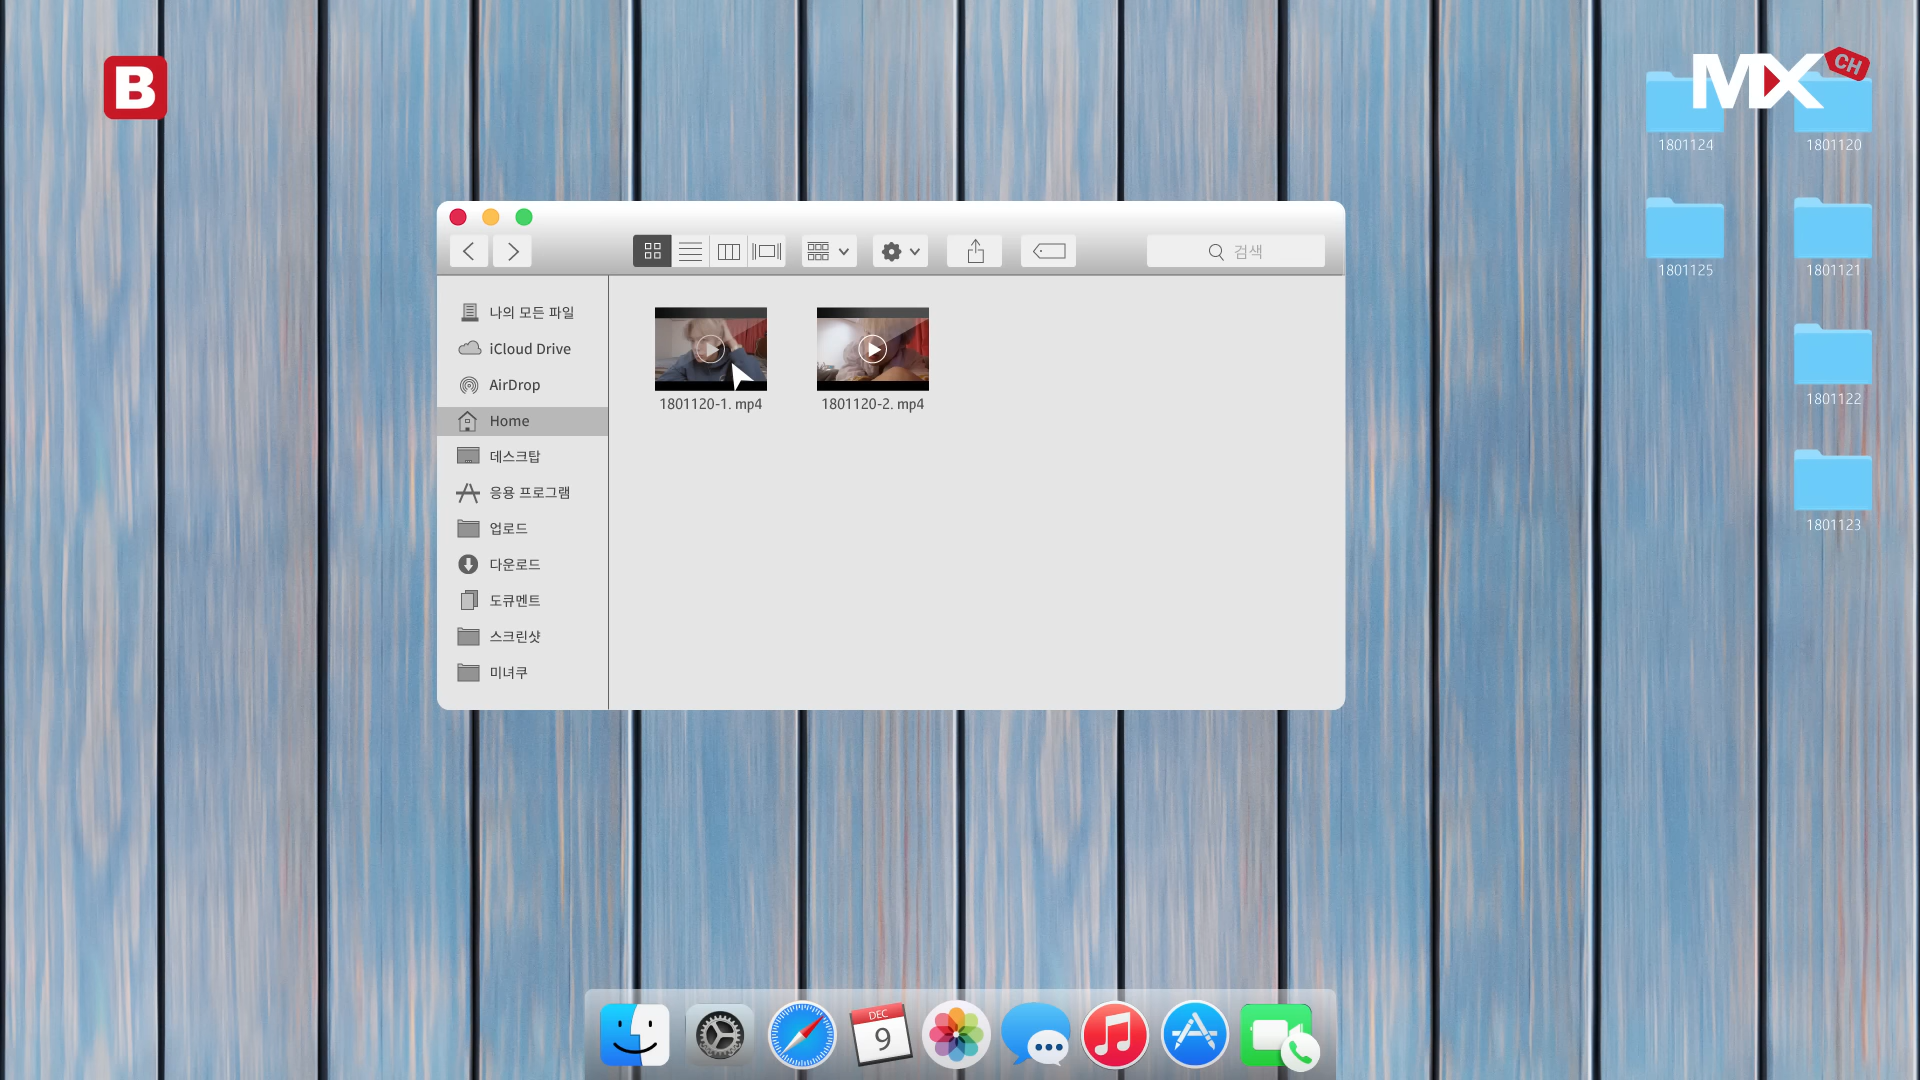 B
MX CH
1801124
1801120
1801125
1801121
1801122
1801123
검색
나의 모든 파일
iCloud Drive
AirDrop
Home
데스크탑
응용 프로그램
업로드
다운로드
도큐멘트
스크린샷
미녀쿠
1801120-1. mp4
1801120-2. mp4
DEC
9